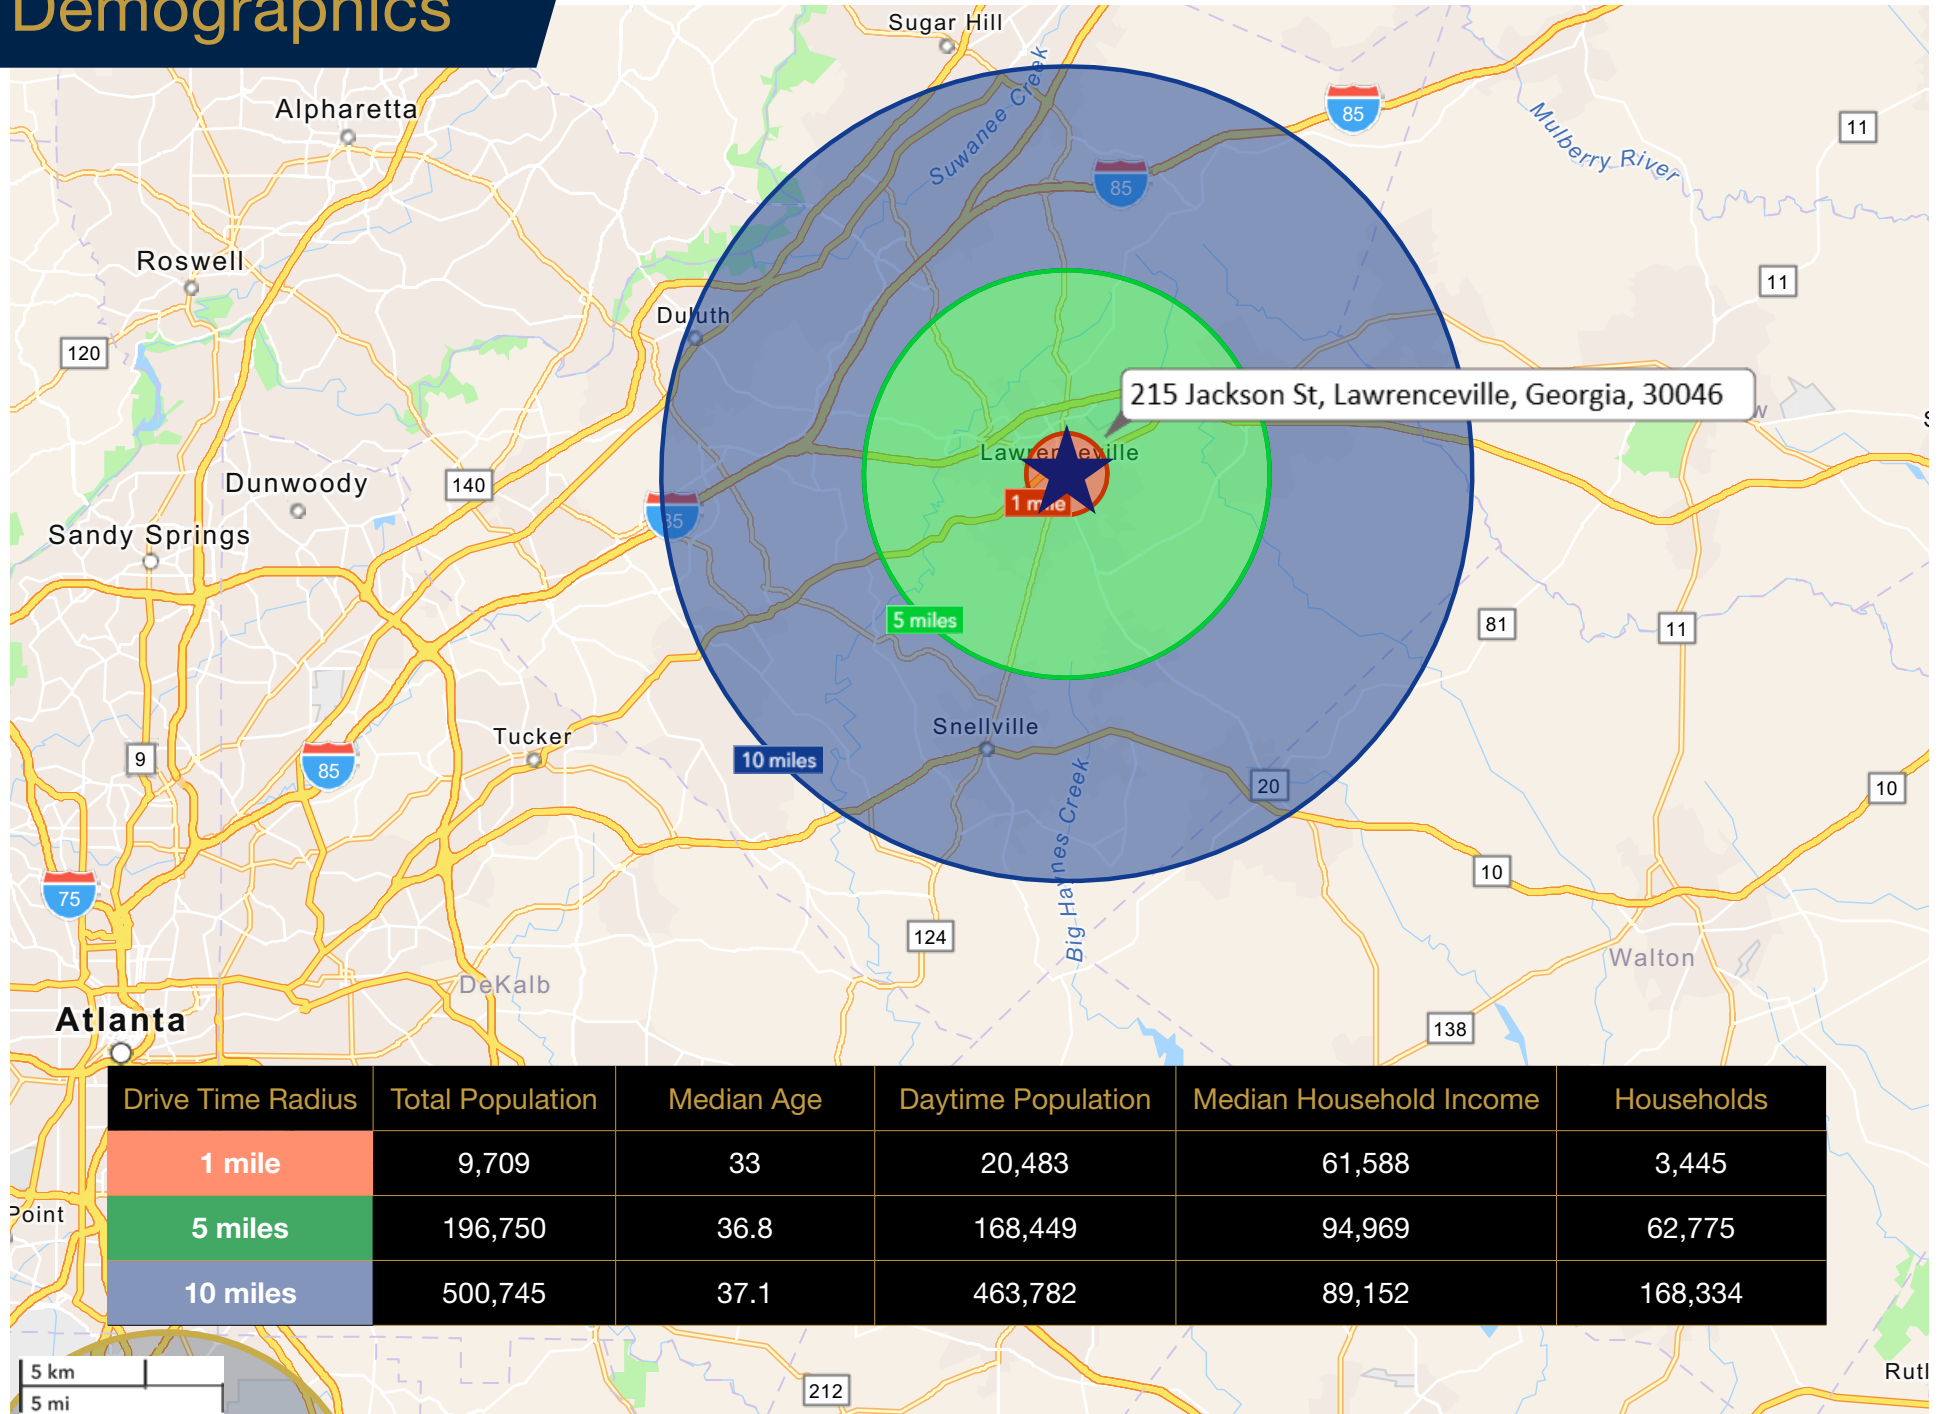 Demographics
Sugar Hill
Alpharetta
Suwanee Creek
85
Mulberry River
11
85
Roswell
11
Duluth
120
215 Jackson St, Lawrenceville, Georgia, 30046
Lawrenceville
Dunwoody
140
1 mile
85
Sandy Springs
5 miles
81
11
Snellville
Tucker
10 miles
9
85
20
10
Big Haynes Creek
10
75
124
Walton
DeKalb
Atlanta
138
Drive Time Radius Total Population Median Age Daytime Population Median Household Income Households
1 mile 9,709 33 20,483 61,588 3,445
5 miles 196,750 36.8 168,449 94,969 62,775
10 miles 500,745 37.1 463,782 89,152 168,334
Point
5 km
5 mi
212
Rutl